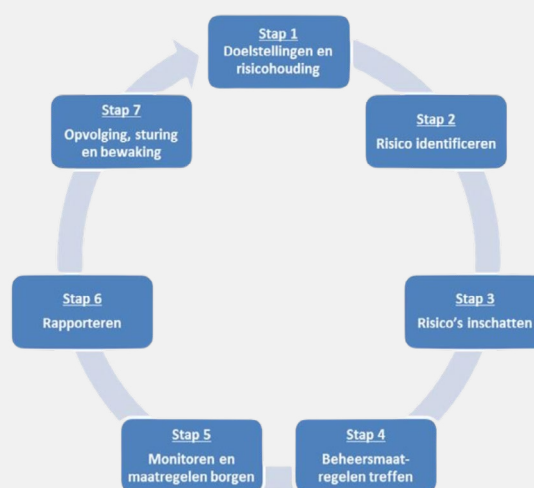 Stap 1
Doelstellingen en
risicohouding
Stap 2
Risico identificeren
Stap 3
Risico's inschatten
Stap 4
Beheersmaat-
regelen treffen
Stap 5
Monitoren en
maatregelen borgen
Stap 6
Rapporteren
Stap 7
Opvolging, sturing
en bewaking